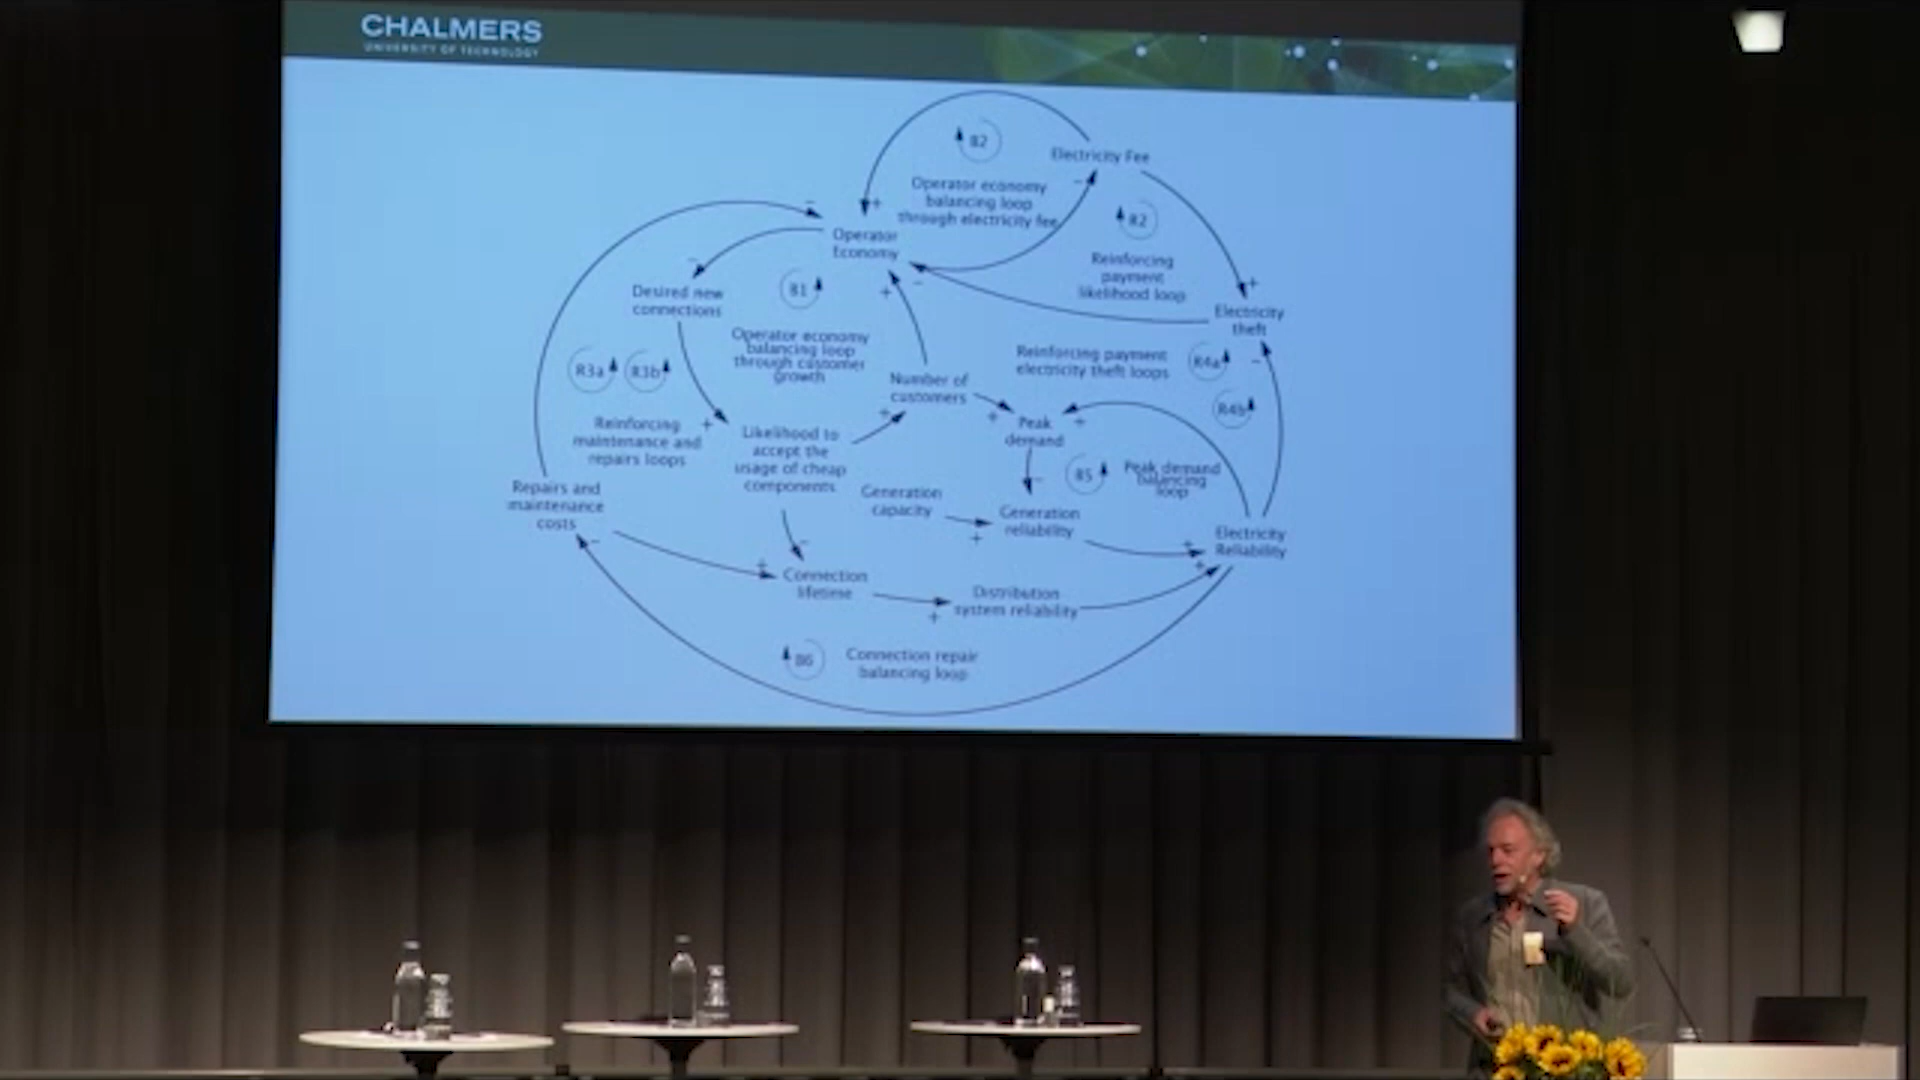 CHALMERS
UNIVERSITY OF TECHNOLOGY
B2
Electricity Fee
Operator economy
balancing loop
through electricity fee
R2
Operator
Economy
Reinforcing
payment
likelihood loop
Desired new
connections
B1
Electricity
theft
Operator economy
balancing loop
through customer
growth
Reinforcing payment
electricity theft loops
R4a
R3a
R3b
Number of
customers
R4b
Reinforcing
maintenance and
repairs loops
Likelihood to
accept the
usage of cheap
components
Peak
demand
B5
Peak demand
balancing
loop
Repairs and
maintenance
costs
Generation
capacity
Generation
reliability
Electricity
Reliability
Connection
lifetime
Distribution
system reliability
B6
Connection repair
balancing loop